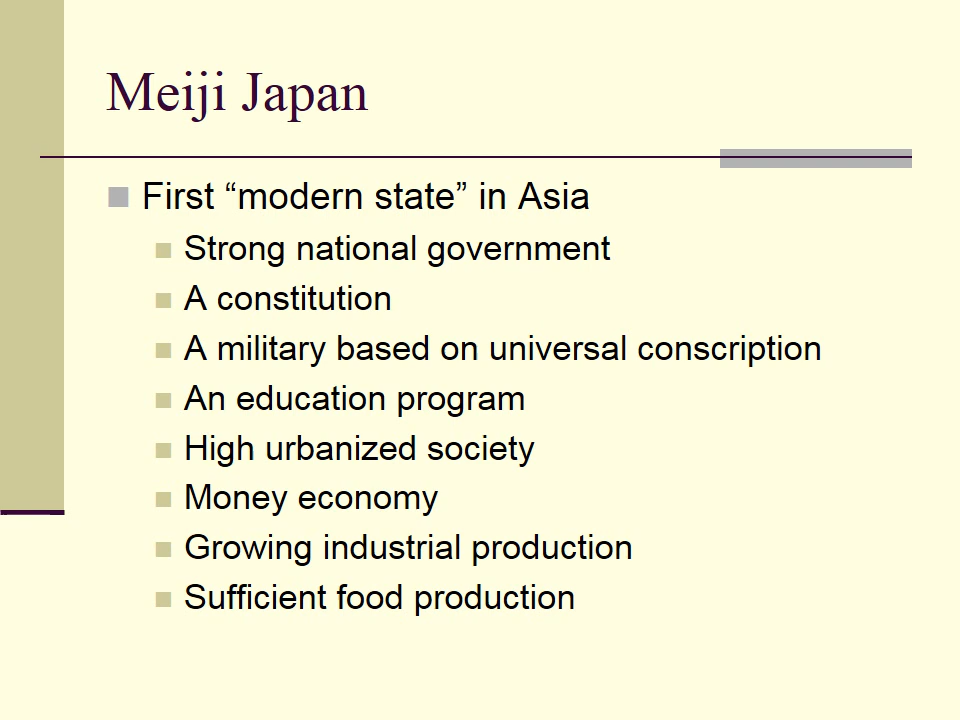 Meiji Japan
First “modern state” in Asia
Strong national government
A constitution
A military based on universal conscription
An education program
High urbanized society
Money economy
Growing industrial production
Sufficient food production